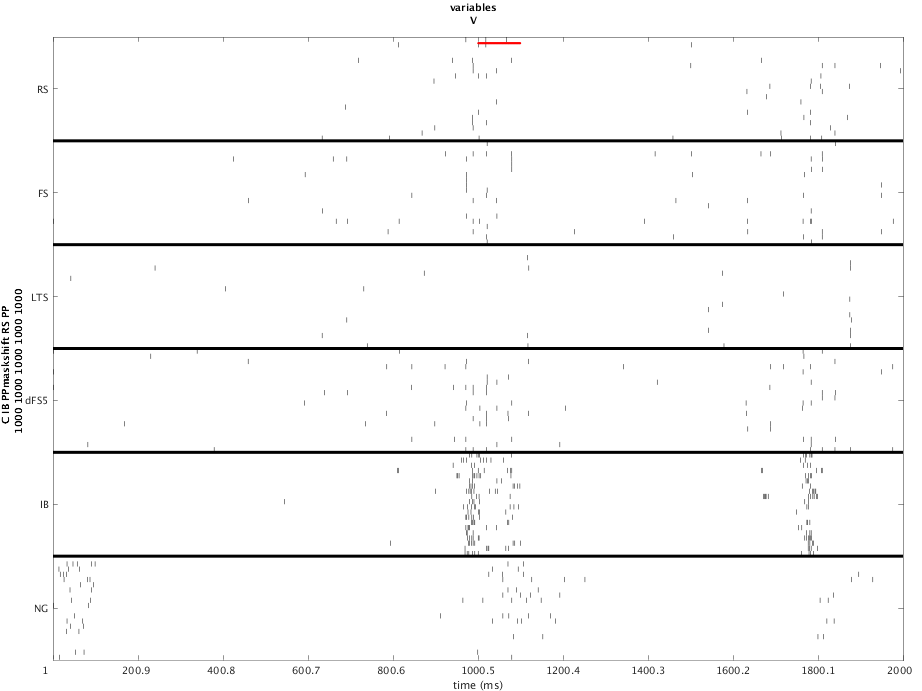 variables
V
RS
FS
LTS
dFS5
IB
NG
C IB PPmaskshift RS PP
1000 1000 1000 1000 1000
1 200.9 400.8 600.7 800.6 1000.5 1200.4 1400.3 1600.2 1800.1 2000
time (ms)